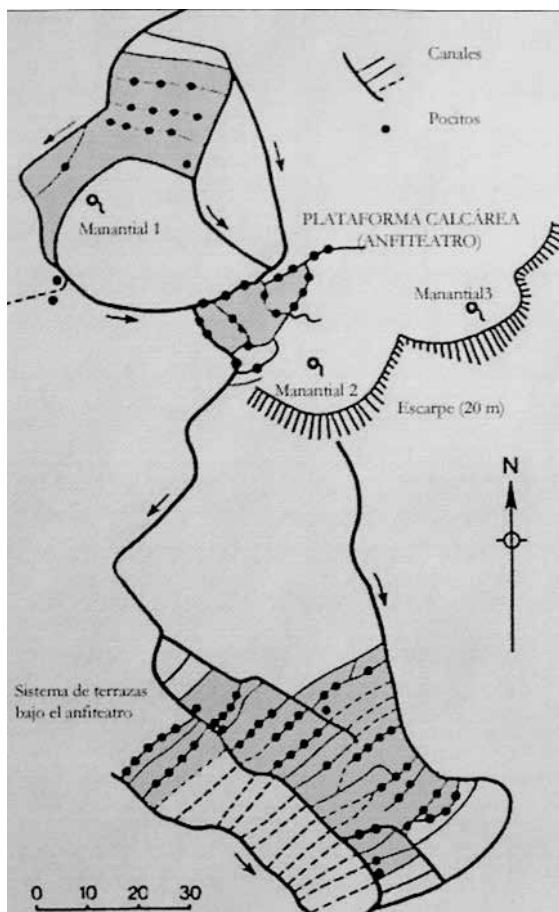 Canales
Pocitos
Manantial 1
PLATAFORMA CALCÁREA
(ANFITEATRO)
Manantial3
Manantial 2
Escarpe (20 m)
N
Sistema de terrazas
bajo el anfiteatro
0 10 20 30